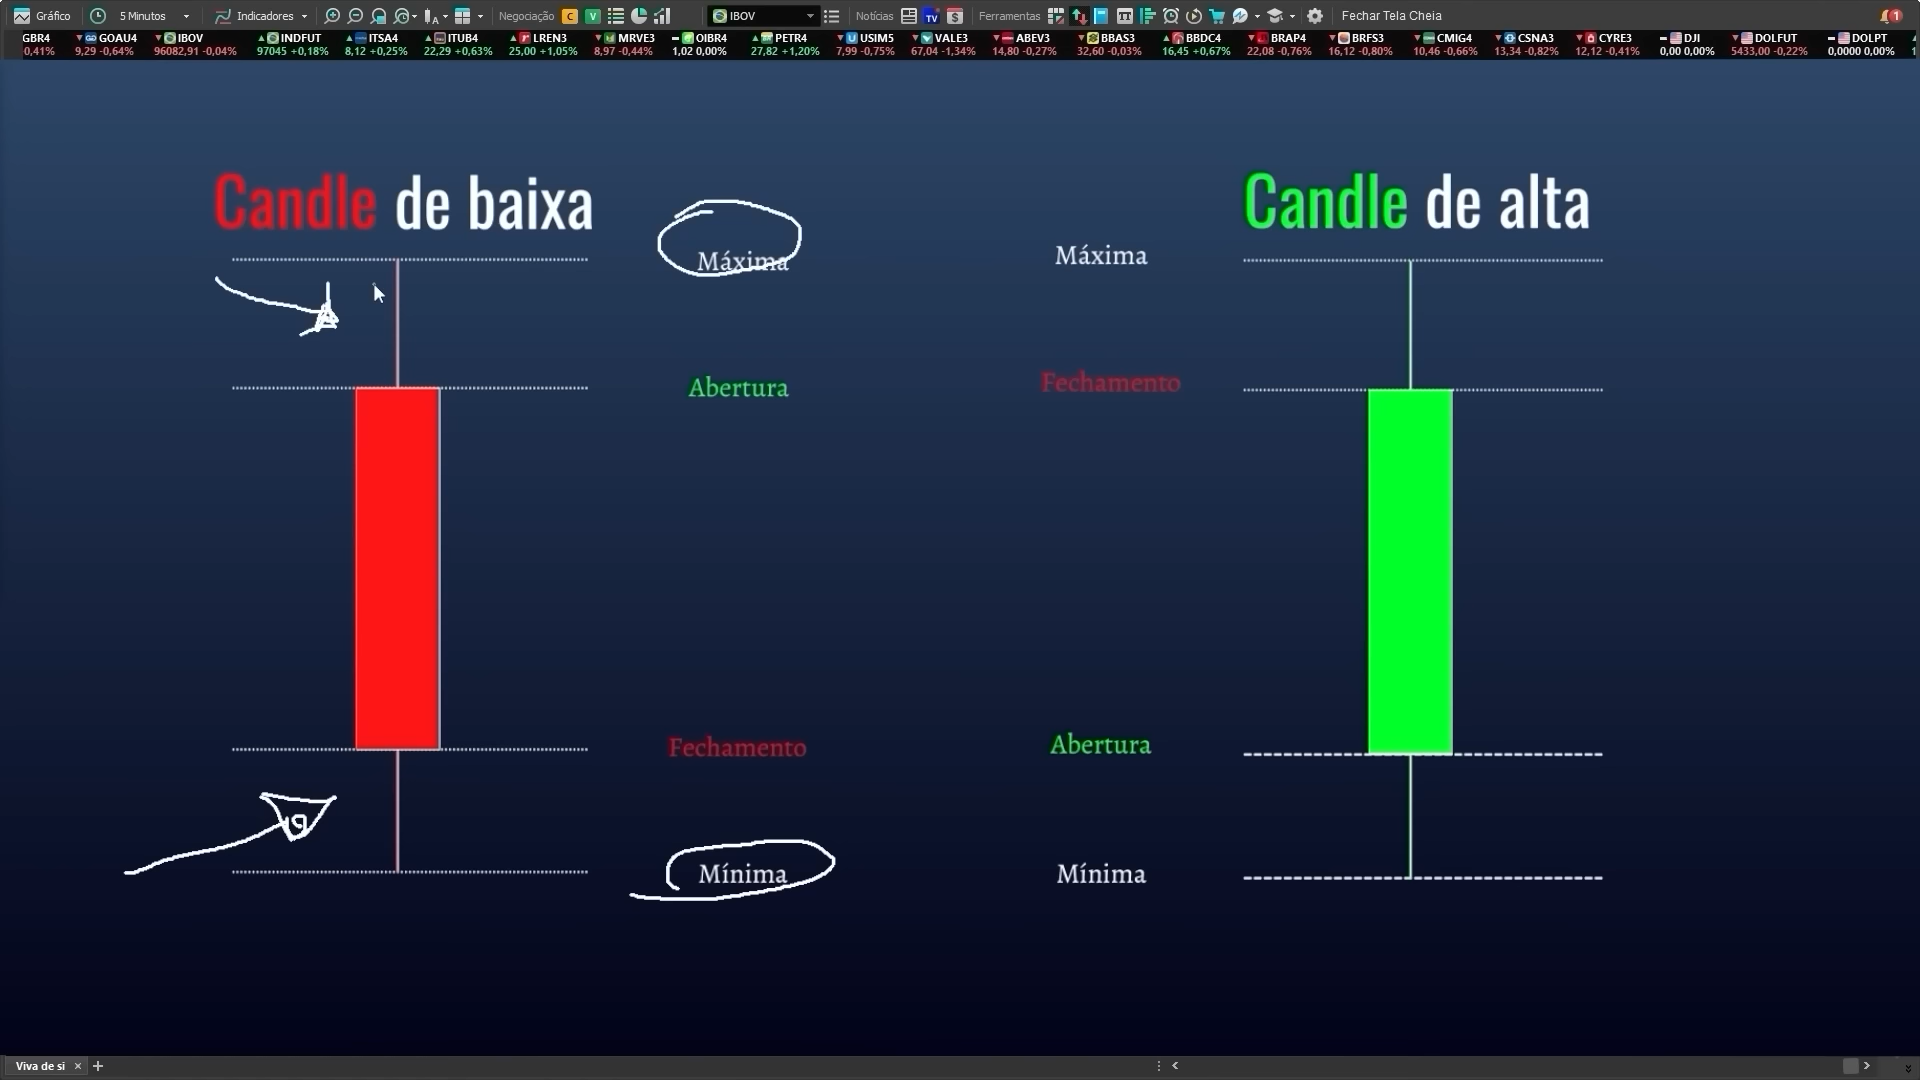 Gráfico 5 Minutos Indicadores Negociação C V IBOV Notícias TV $ Ferramentas Fechar Tela Cheia 1
GBR4 GOAU4 IBOV INDFUT ITSA4 ITUB4 LREN3 MRVE3 OIBR4 PETR4 USIM5 VALE3 ABEV3 BBAS3 BBDC4 BRAP4 BRFS3 CMIG4 CSNA3 CYRE3 DJI DOLFUT DOLPT
0,41% 9,29 -0,64% 96082,91 -0,04% 97045 +0,18% 8,12 +0,25% 22,29 +0,63% 25,00 +1,05% 8,97 -0,44% 1,02 0,00% 27,82 +1,20% 7,99 -0,75% 67,04 -1,34% 14,80 -0,27% 32,60 -0,03% 16,45 +0,67% 22,08 -0,76% 16,12 -0,80% 10,46 -0,66% 13,34 -0,82% 12,12 -0,41% 0,00 0,00% 5433,00 -0,22% 0,0000 0,00%
Candle de baixa
Máxima
Abertura
Fechamento
Mínima
Candle de alta
Máxima
Fechamento
Abertura
Mínima
Viva de si